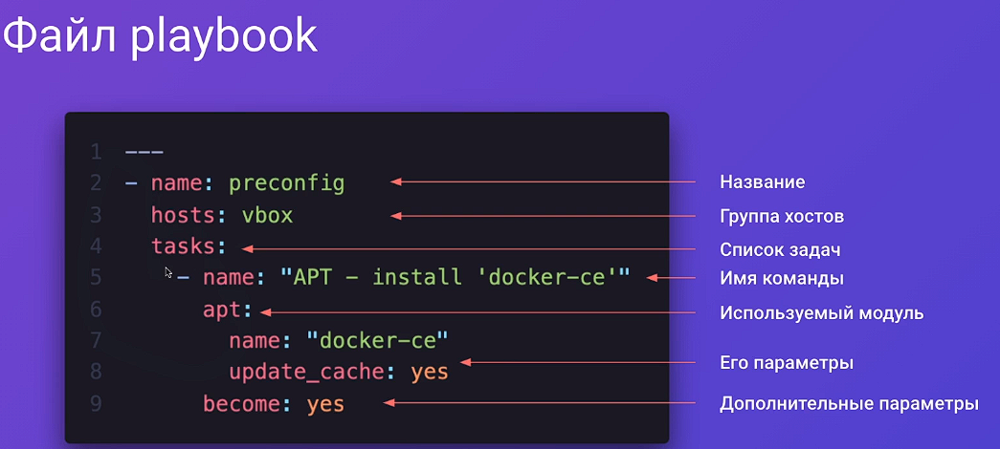 Файл playbook
1 ---
2 - name: preconfig Название
3 hosts: vbox Группа хостов
4 tasks: Список задач
5 - name: "APT - install 'docker-ce'" Имя команды
6 apt: Используемый модуль
7 name: "docker-ce"
8 update_cache: yes Его параметры
9 become: yes Дополнительные параметры